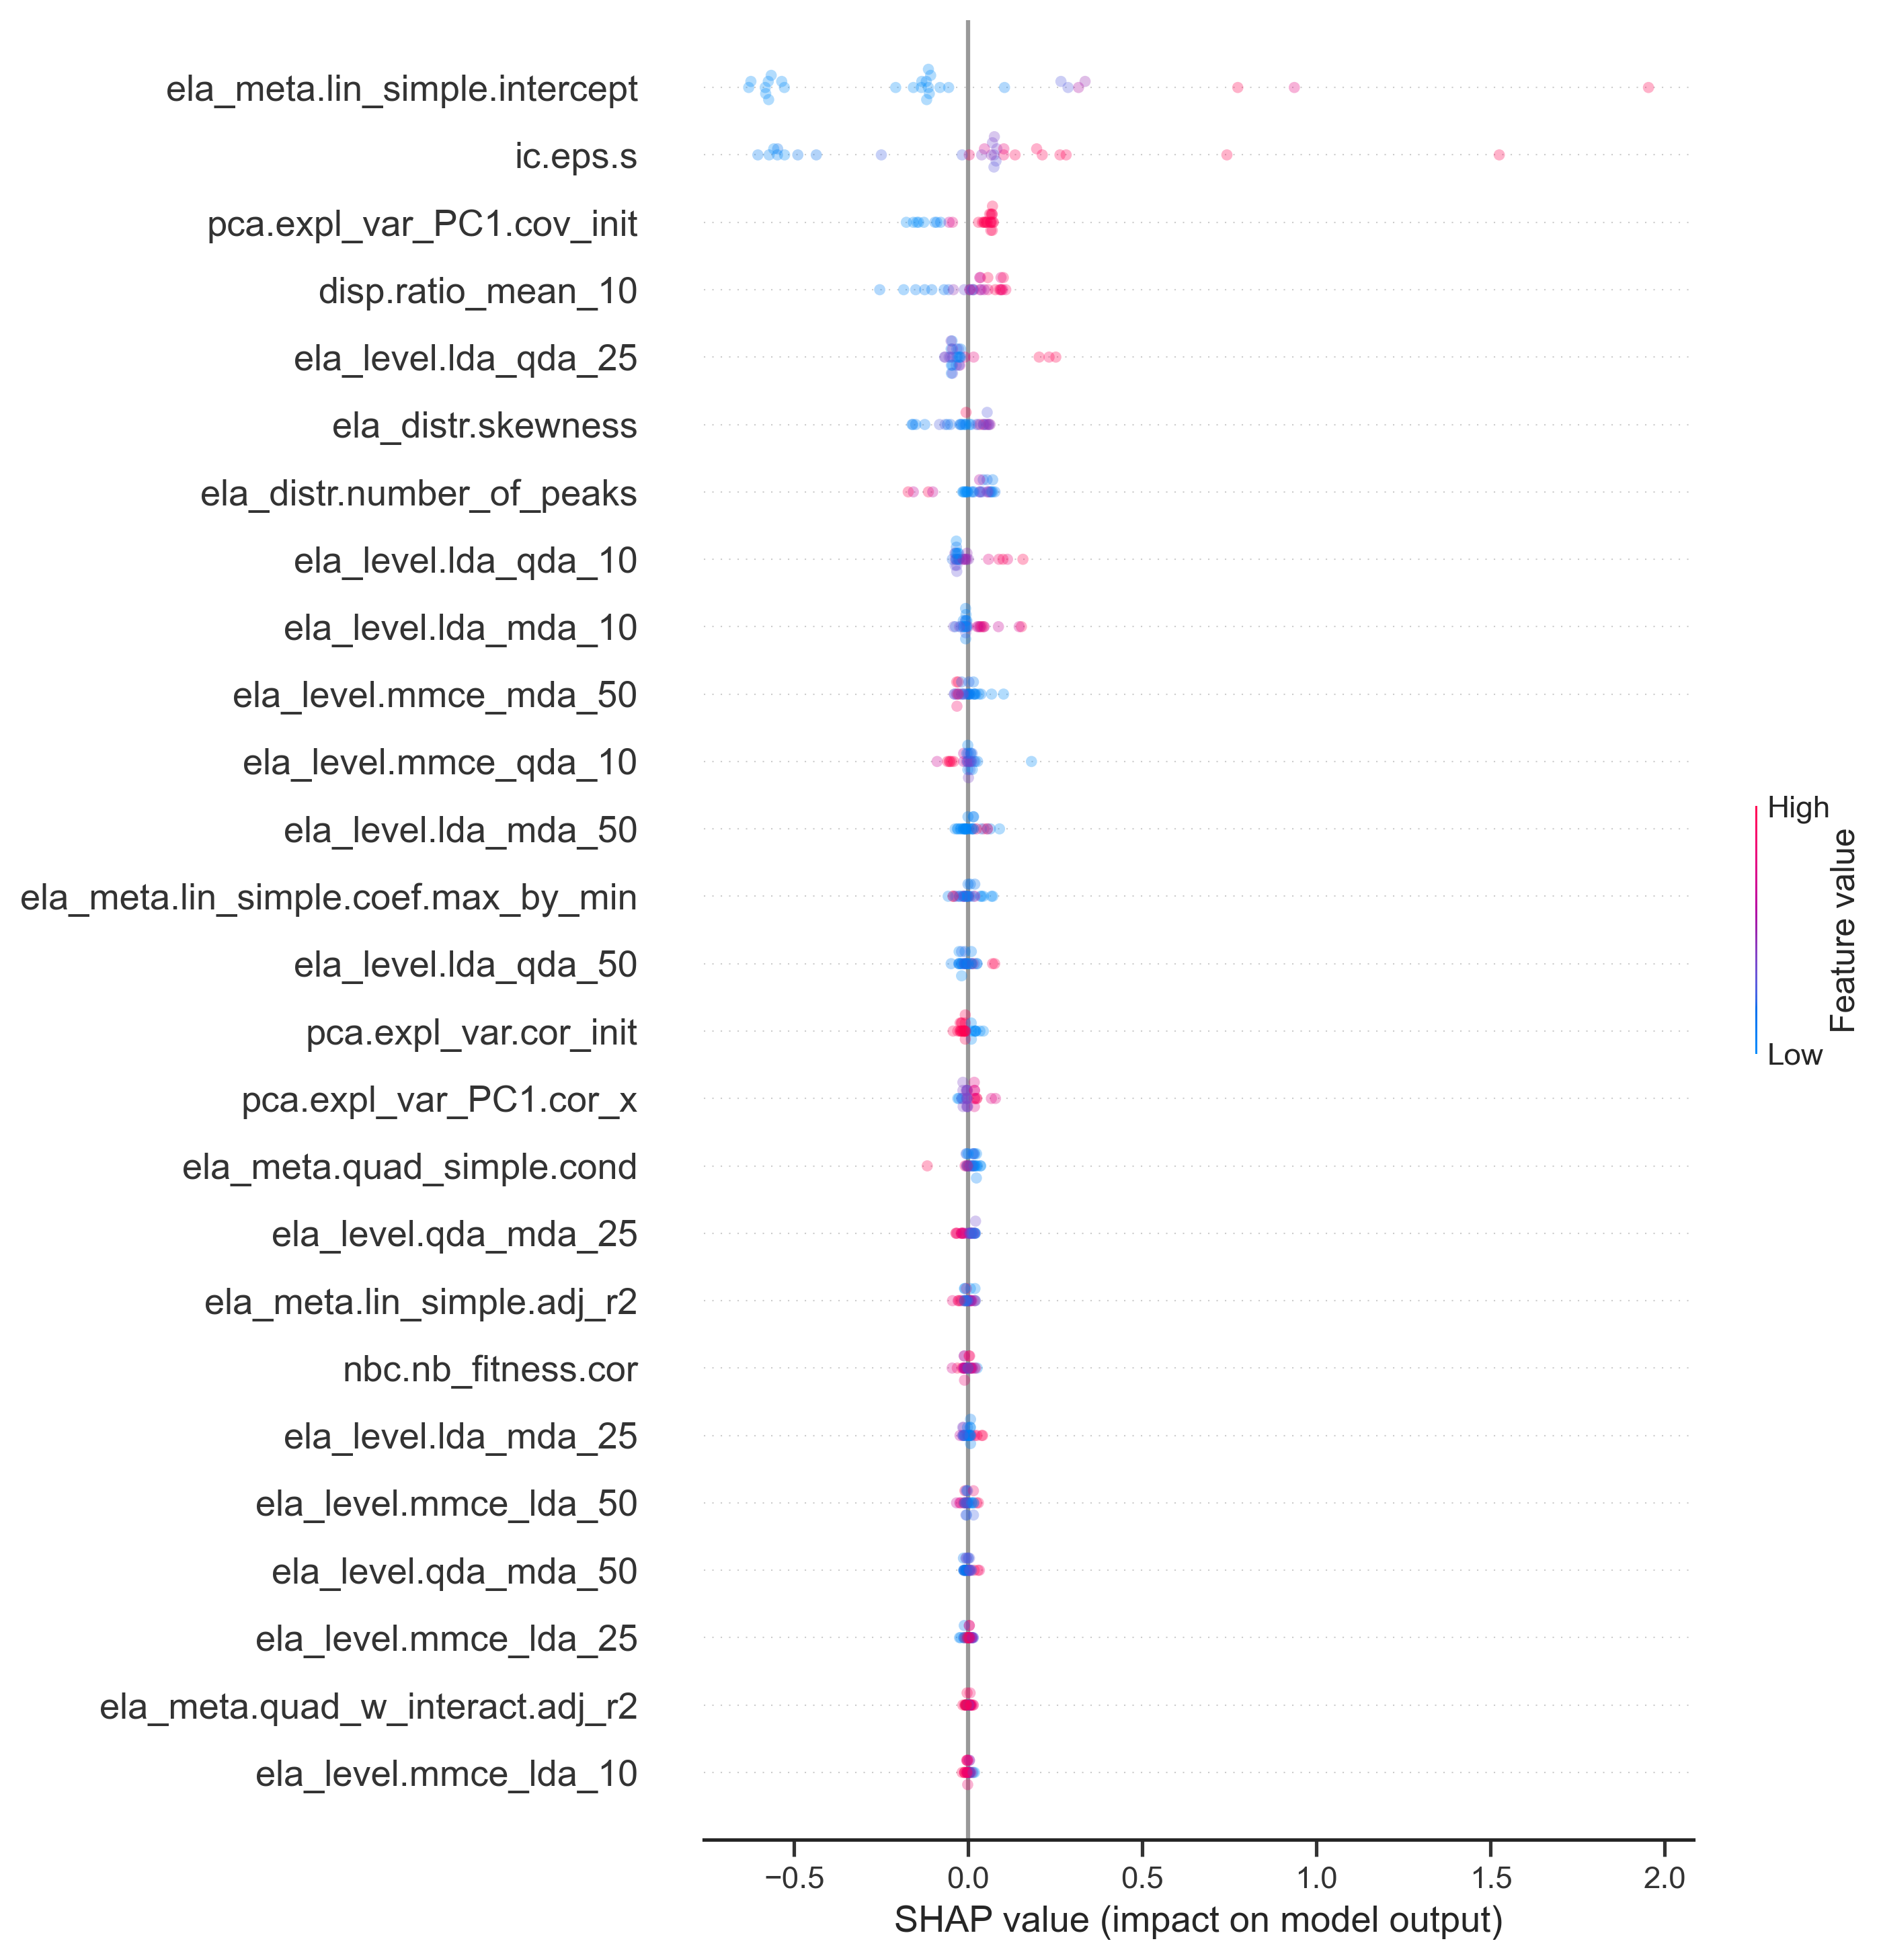 ela_meta.lin_simple.intercept
ic.eps.s
pca.expl_var_PC1.cov_init
disp.ratio_mean_10
ela_level.lda_qda_25
ela_distr.skewness
ela_distr.number_of_peaks
ela_level.lda_qda_10
ela_level.lda_mda_10
ela_level.mmce_mda_50
ela_level.mmce_qda_10
ela_level.lda_mda_50
ela_meta.lin_simple.coef.max_by_min
ela_level.lda_qda_50
pca.expl_var.cor_init
pca.expl_var_PC1.cor_x
ela_meta.quad_simple.cond
ela_level.qda_mda_25
ela_meta.lin_simple.adj_r2
nbc.nb_fitness.cor
ela_level.lda_mda_25
ela_level.mmce_lda_50
ela_level.qda_mda_50
ela_level.mmce_lda_25
ela_meta.quad_w_interact.adj_r2
ela_level.mmce_lda_10
−0.5 0.0 0.5 1.0 1.5 2.0
SHAP value (impact on model output)
High
Feature value
Low